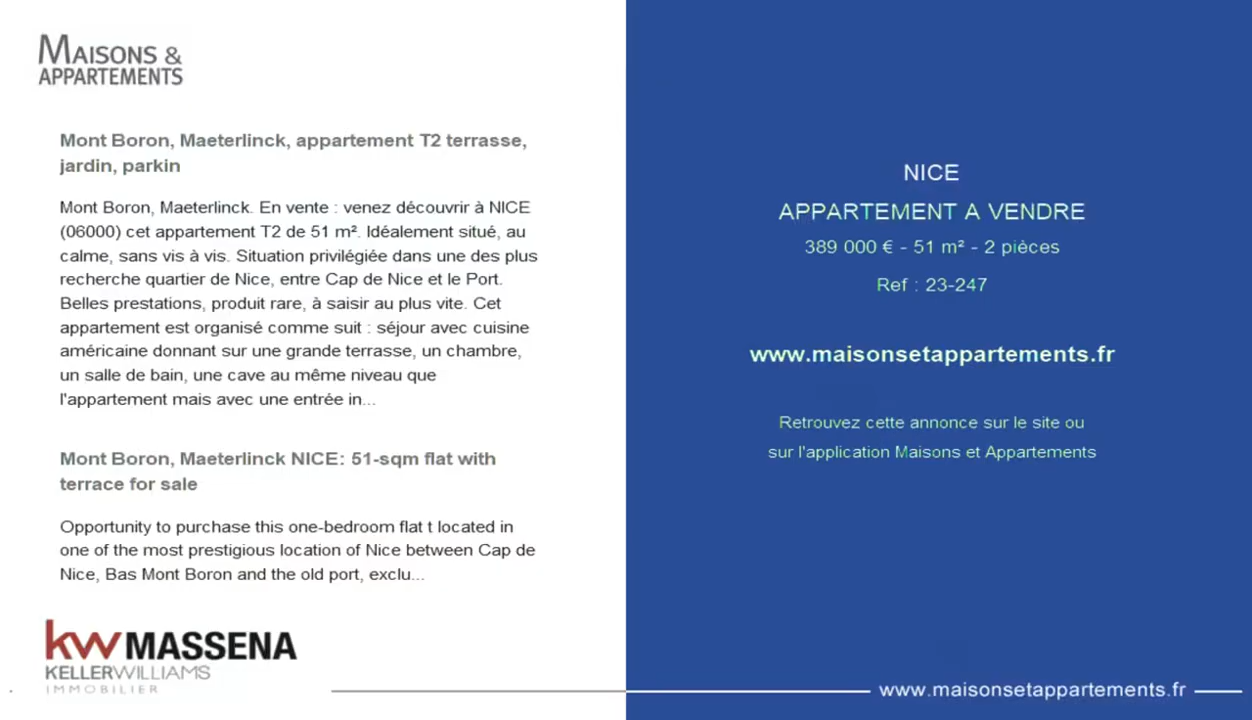 MAISONS &
APPARTEMENTS
Mont Boron, Maeterlinck, appartement T2 terrasse,
jardin, parkin
Mont Boron, Maeterlinck. En vente : venez découvrir à NICE
(06000) cet appartement T2 de 51 m². Idéalement situé, au
calme, sans vis à vis. Situation privilégiée dans une des plus
recherche quartier de Nice, entre Cap de Nice et le Port.
Belles prestations, produit rare, à saisir au plus vite. Cet
appartement est organisé comme suit : séjour avec cuisine
américaine donnant sur une grande terrasse, un chambre,
un salle de bain, une cave au même niveau que
l'appartement mais avec une entrée in...
Mont Boron, Maeterlinck NICE: 51-sqm flat with
terrace for sale
Opportunity to purchase this one-bedroom flat t located in
one of the most prestigious location of Nice between Cap de
Nice, Bas Mont Boron and the old port, exclu...
kw MASSENA
KELLERWILLIAMS
IMMOBILIER
NICE
APPARTEMENT A VENDRE
389 000 € - 51 m² - 2 pièces
Ref : 23-247
www.maisonsetappartements.fr
Retrouvez cette annonce sur le site ou
sur l'application Maisons et Appartements
www.maisonsetappartements.fr